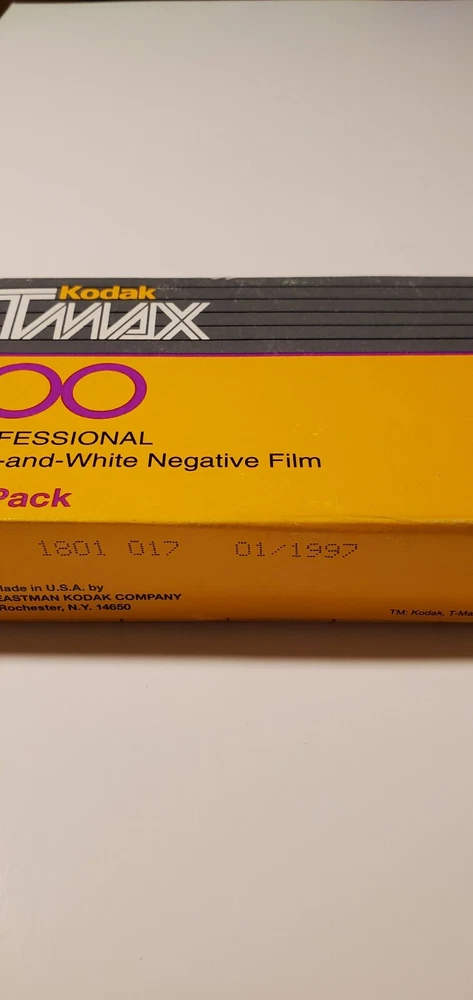 Kodak
TMAX
00
FESSIONAL
-and-White Negative Film
Pack
1801 017 01/1997
Made in U.S.A. by
EASTMAN KODAK COMPANY
Rochester, N.Y. 14650
TM: Kodak, T-Ma